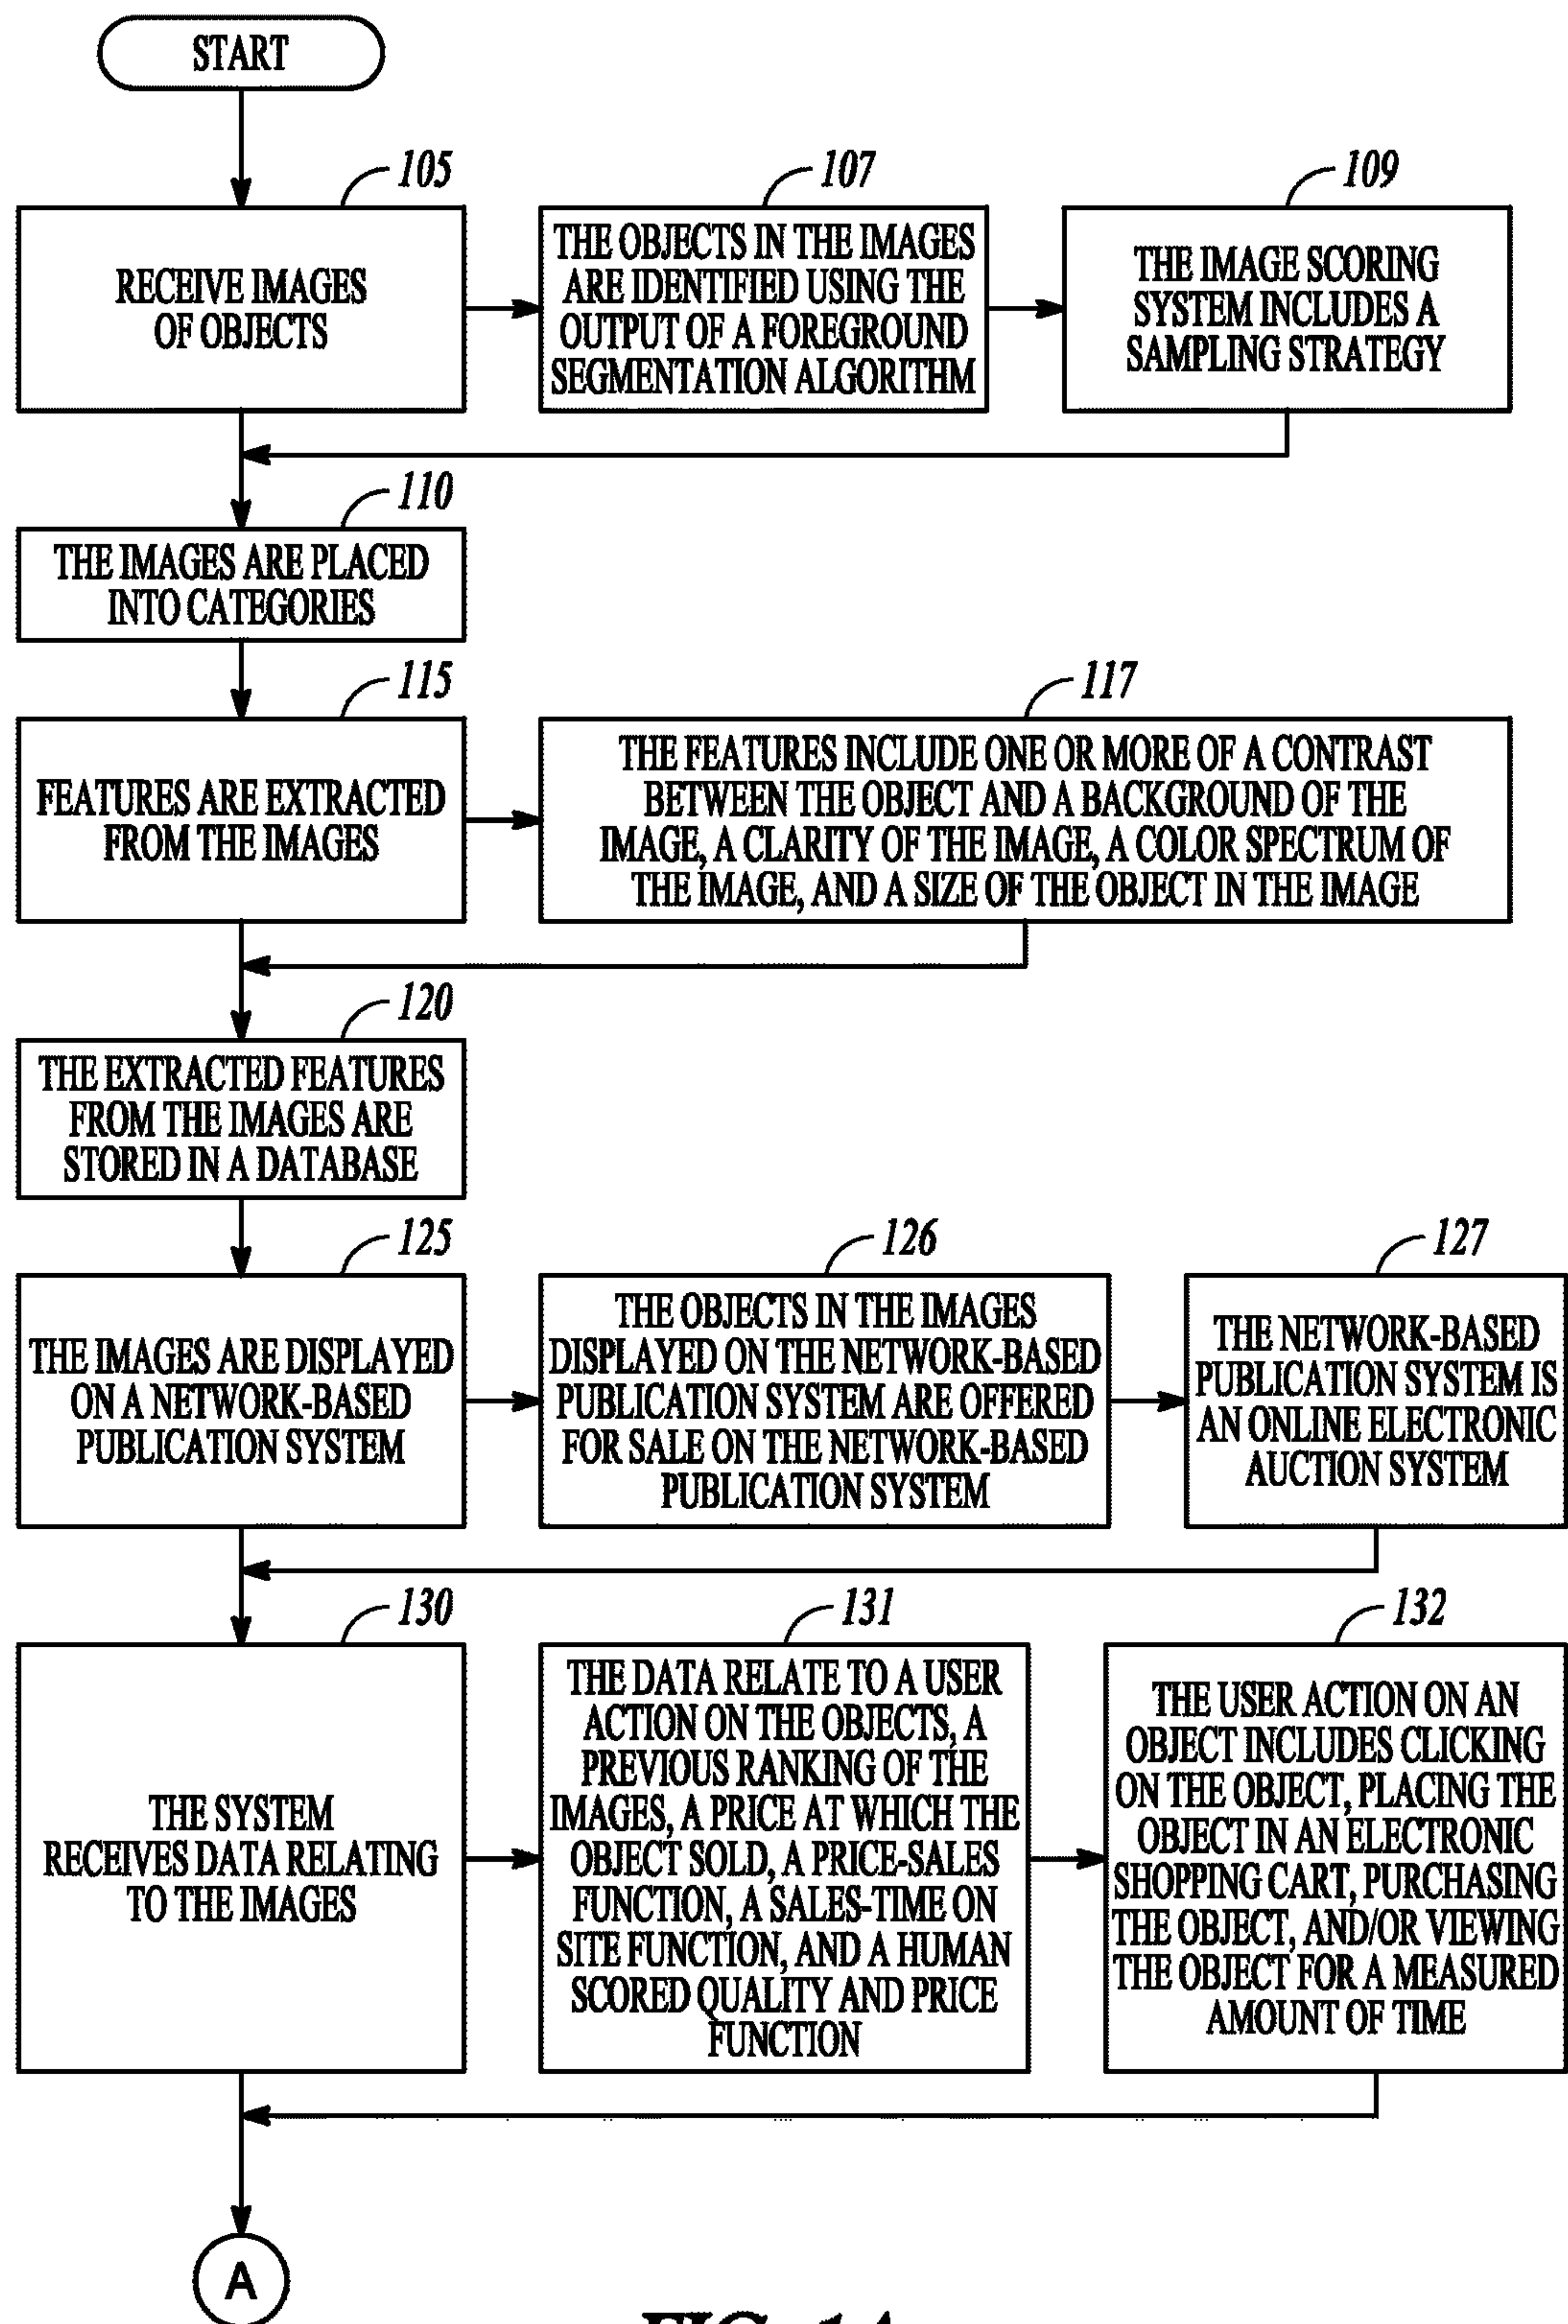 START
105
RECEIVE IMAGES
OF OBJECTS
107
THE OBJECTS IN THE IMAGES
ARE IDENTIFIED USING THE
OUTPUT OF A FOREGROUND
SEGMENTATION ALGORITHM
109
THE IMAGE SCORING
SYSTEM INCLUDES A
SAMPLING STRATEGY
110
THE IMAGES ARE PLACED
INTO CATEGORIES
115
FEATURES ARE EXTRACTED
FROM THE IMAGES
117
THE FEATURES INCLUDE ONE OR MORE OF A CONTRAST
BETWEEN THE OBJECT AND A BACKGROUND OF THE
IMAGE, A CLARITY OF THE IMAGE, A COLOR SPECTRUM OF
THE IMAGE, AND A SIZE OF THE OBJECT IN THE IMAGE
120
THE EXTRACTED FEATURES
FROM THE IMAGES ARE
STORED IN A DATABASE
125
THE IMAGES ARE DISPLAYED
ON A NETWORK-BASED
PUBLICATION SYSTEM
126
THE OBJECTS IN THE IMAGES
DISPLAYED ON THE NETWORK-BASED
PUBLICATION SYSTEM ARE OFFERED
FOR SALE ON THE NETWORK-BASED
PUBLICATION SYSTEM
127
THE NETWORK-BASED
PUBLICATION SYSTEM IS
AN ONLINE ELECTRONIC
AUCTION SYSTEM
130
THE SYSTEM
RECEIVES DATA RELATING
TO THE IMAGES
131
THE DATA RELATE TO A USER
ACTION ON THE OBJECTS, A
PREVIOUS RANKING OF THE
IMAGES, A PRICE AT WHICH THE
OBJECT SOLD, A PRICE-SALES
FUNCTION, A SALES-TIME ON
SITE FUNCTION, AND A HUMAN
SCORED QUALITY AND PRICE
FUNCTION
132
THE USER ACTION ON AN
OBJECT INCLUDES CLICKING
ON THE OBJECT, PLACING THE
OBJECT IN AN ELECTRONIC
SHOPPING CART, PURCHASING
THE OBJECT, AND/OR VIEWING
THE OBJECT FOR A MEASURED
AMOUNT OF TIME
A